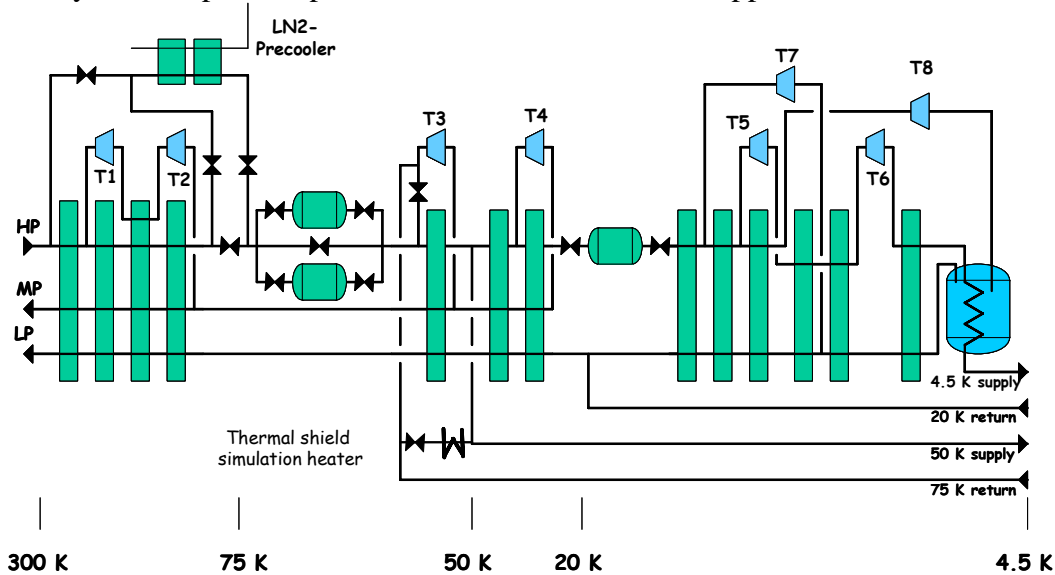 LN2-
Precooler
T7
T8
T3
T4
T5
T1
T2
T6
HP
MP
LP
4.5 K supply
20 K return
Thermal shield
simulation heater
50 K supply
75 K return
300 K
75 K
50 K
20 K
4.5 K